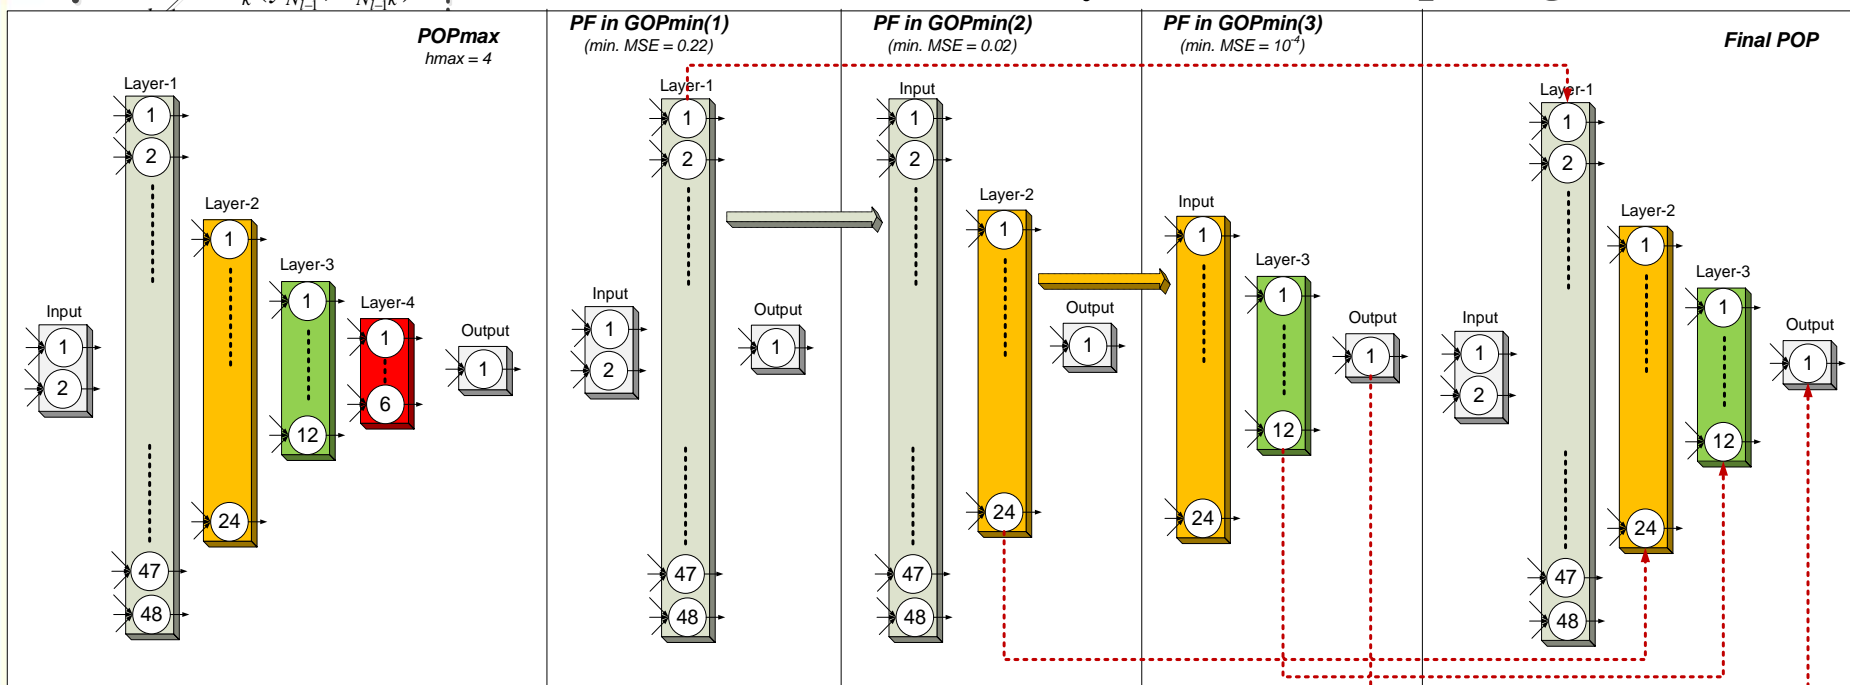 POPmax
hmax = 4
Layer-1
1
2
47
48
Layer-2
1
24
Layer-3
1
12
Layer-4
1
6
Input
1
2
Output
1
PF in GOPmin(1)
(min. MSE = 0.22)
Layer-1
1
2
47
48
Input
1
2
Output
1
PF in GOPmin(2)
(min. MSE = 0.02)
Input
1
2
47
48
Layer-2
1
24
Output
1
PF in GOPmin(3)
(min. MSE = 10⁻⁴)
Input
1
24
Layer-3
1
12
Output
1
Final POP
Layer-1
1
2
47
48
Layer-2
1
24
Layer-3
1
12
Input
1
2
Output
1